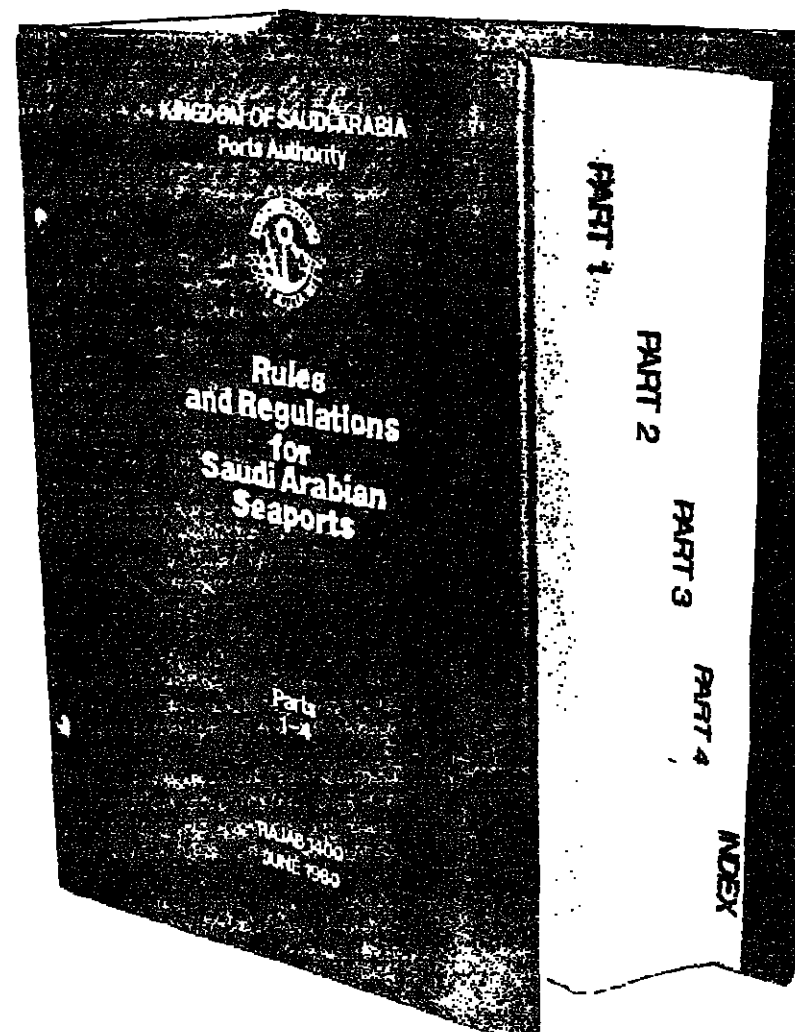 KINGDOM OF SAUDI ARABIA
Ports Authority
Rules
and Regulations
for
Saudi Arabian
Seaports
Parts
1-4
RAJAB 1400
JUNE 1980
PART 1
PART 2
PART 3
PART 4
INDEX